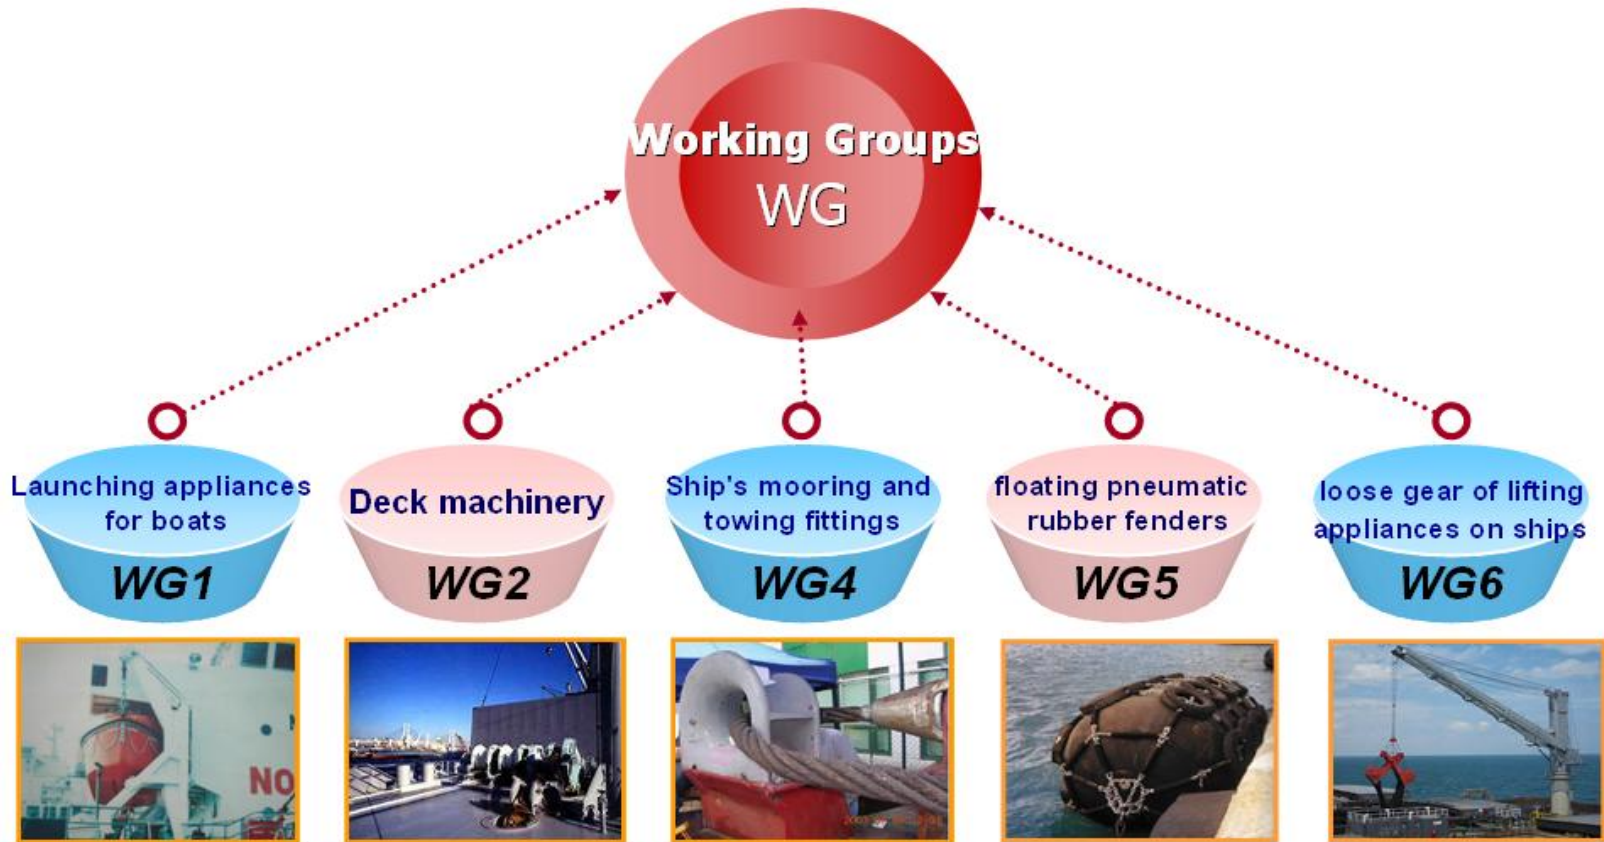 Working Groups
WG
Launching appliances
for boats
WG1
Deck machinery
WG2
Ship's mooring and
towing fittings
WG4
floating pneumatic
rubber fenders
WG5
loose gear of lifting
appliances on ships
WG6
NO